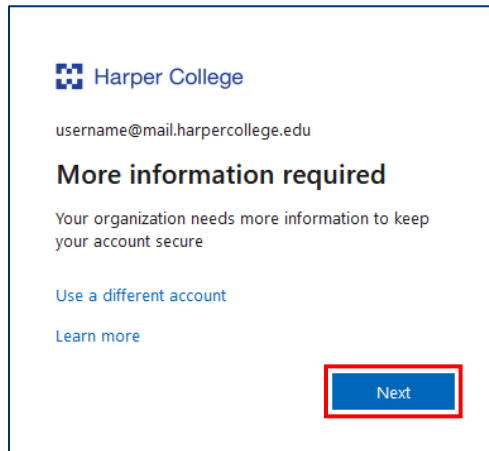 Harper College
username@mail.harpercollege.edu
More information required
Your organization needs more information to keep
your account secure
Use a different account
Learn more
Next